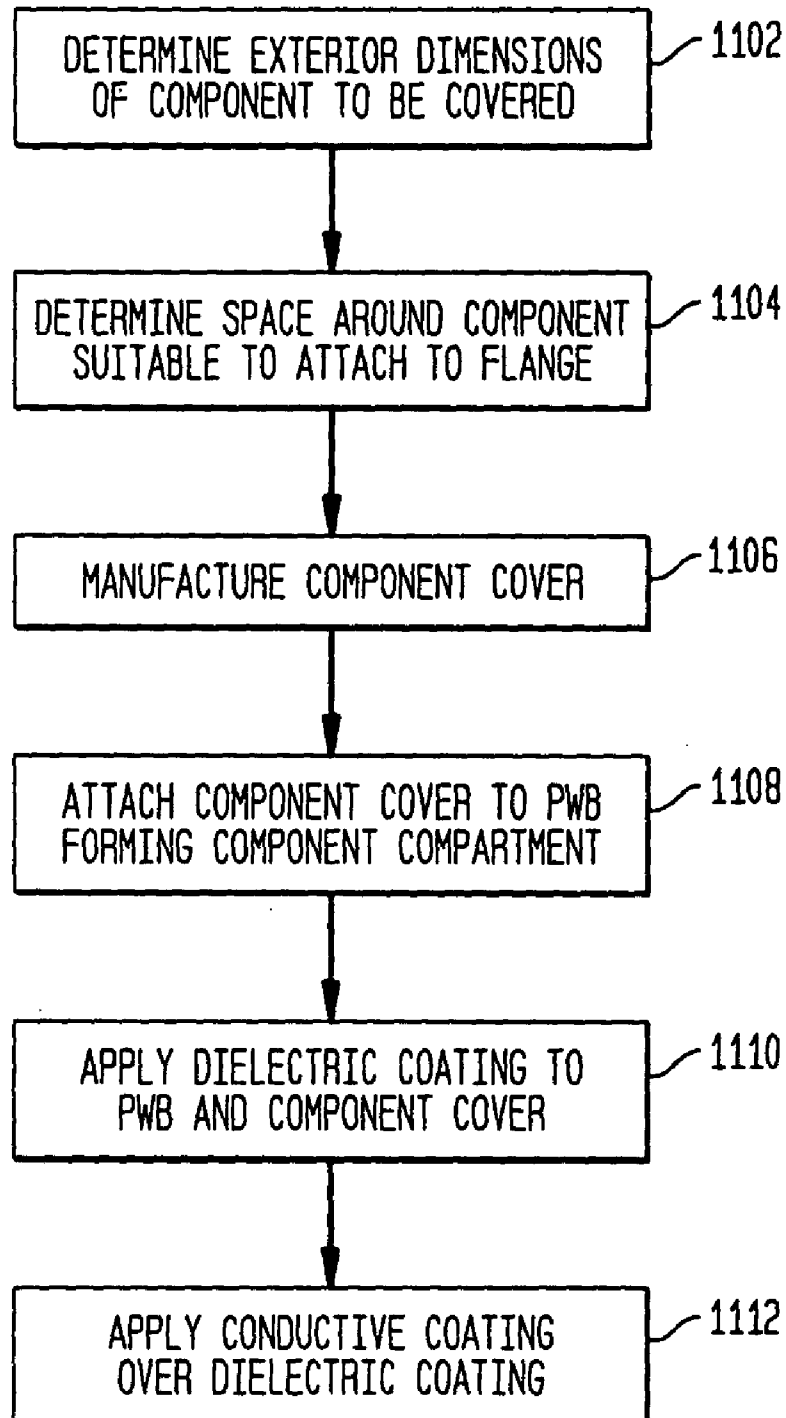 1102
DETERMINE EXTERIOR DIMENSIONS
OF COMPONENT TO BE COVERED
1104
DETERMINE SPACE AROUND COMPONENT
SUITABLE TO ATTACH TO FLANGE
1106
MANUFACTURE COMPONENT COVER
1108
ATTACH COMPONENT COVER TO PWB
FORMING COMPONENT COMPARTMENT
1110
APPLY DIELECTRIC COATING TO
PWB AND COMPONENT COVER
1112
APPLY CONDUCTIVE COATING
OVER DIELECTRIC COATING